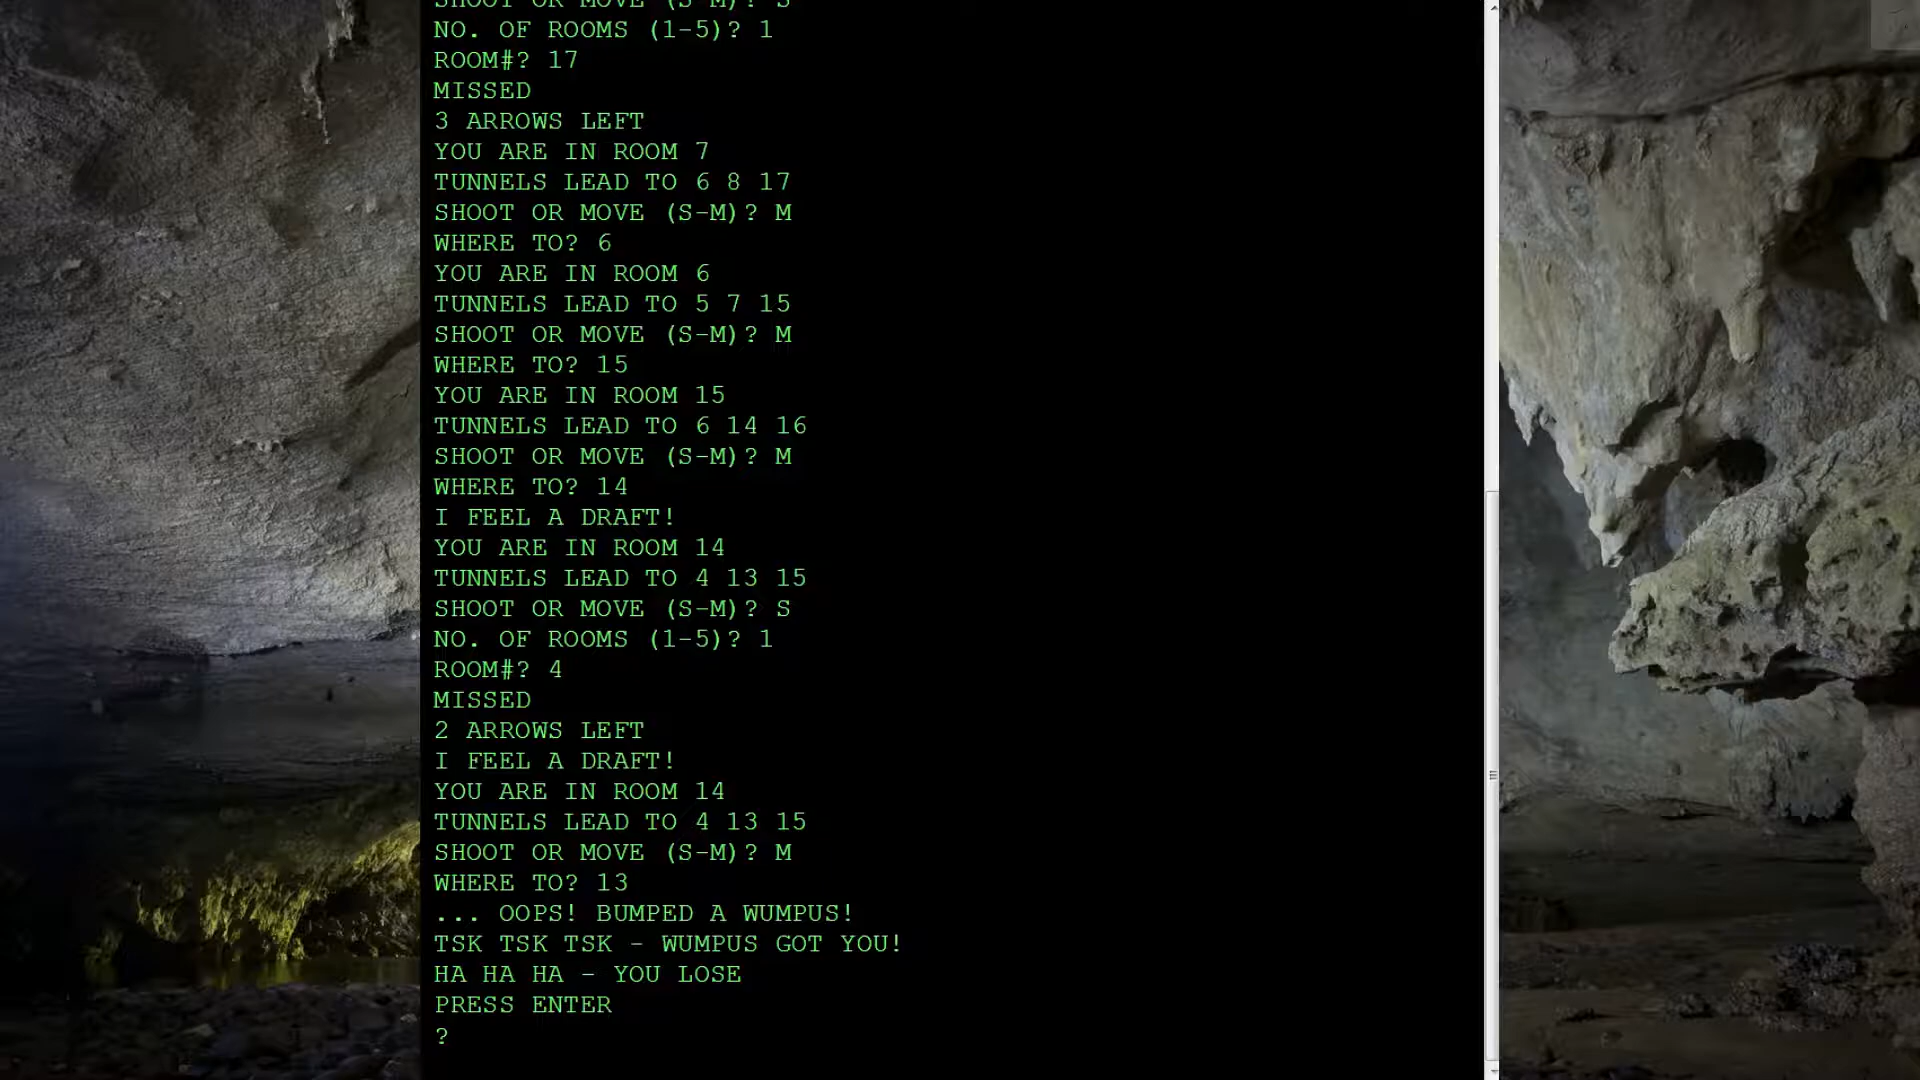 SHOOT OR MOVE (S-M)? S
NO. OF ROOMS (1-5)? 1
ROOM#? 17
MISSED
3 ARROWS LEFT
YOU ARE IN ROOM 7
TUNNELS LEAD TO 6 8 17
SHOOT OR MOVE (S-M)? M
WHERE TO? 6
YOU ARE IN ROOM 6
TUNNELS LEAD TO 5 7 15
SHOOT OR MOVE (S-M)? M
WHERE TO? 15
YOU ARE IN ROOM 15
TUNNELS LEAD TO 6 14 16
SHOOT OR MOVE (S-M)? M
WHERE TO? 14
I FEEL A DRAFT!
YOU ARE IN ROOM 14
TUNNELS LEAD TO 4 13 15
SHOOT OR MOVE (S-M)? S
NO. OF ROOMS (1-5)? 1
ROOM#? 4
MISSED
2 ARROWS LEFT
I FEEL A DRAFT!
YOU ARE IN ROOM 14
TUNNELS LEAD TO 4 13 15
SHOOT OR MOVE (S-M)? M
WHERE TO? 13
... OOPS! BUMPED A WUMPUS!
TSK TSK TSK - WUMPUS GOT YOU!
HA HA HA - YOU LOSE
PRESS ENTER
?